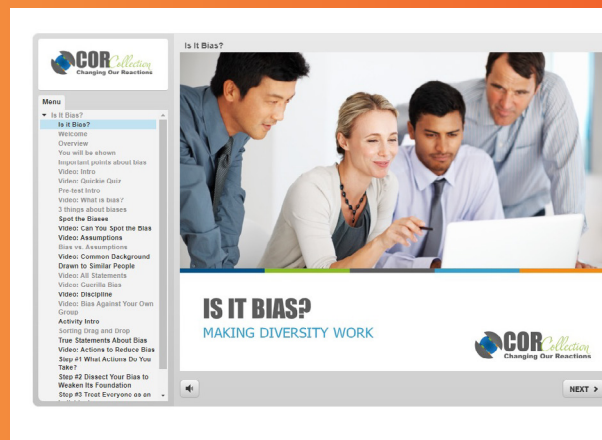 COR Collection
Changing Our Reactions
Is It Bias?
Menu
Is It Bias?
Is it Bias?
Welcome
Overview
You will be shown
Important points about bias
Video: Intro
Video: Quickie Quiz
Pre-test Intro
Video: What is bias?
3 things about biases
Spot the Biases
Video: Can You Spot the Bias
Video: Assumptions
Bias vs. Assumptions
Video: Common Background
Drawn to Similar People
Video: All Statements
Video: Guerilla Bias
Video: Discipline
Video: Bias Against Your Own
Group
Activity Intro
Sorting Drag and Drop
True Statements About Bias
Video: Actions to Reduce Bias
Step #1 What Actions Do You
Take?
Step #2 Dissect Your Bias to
Weaken Its Foundation
Step #3 Treat Everyone as an
IS IT BIAS?
MAKING DIVERSITY WORK
COR Collection
Changing Our Reactions
NEXT >